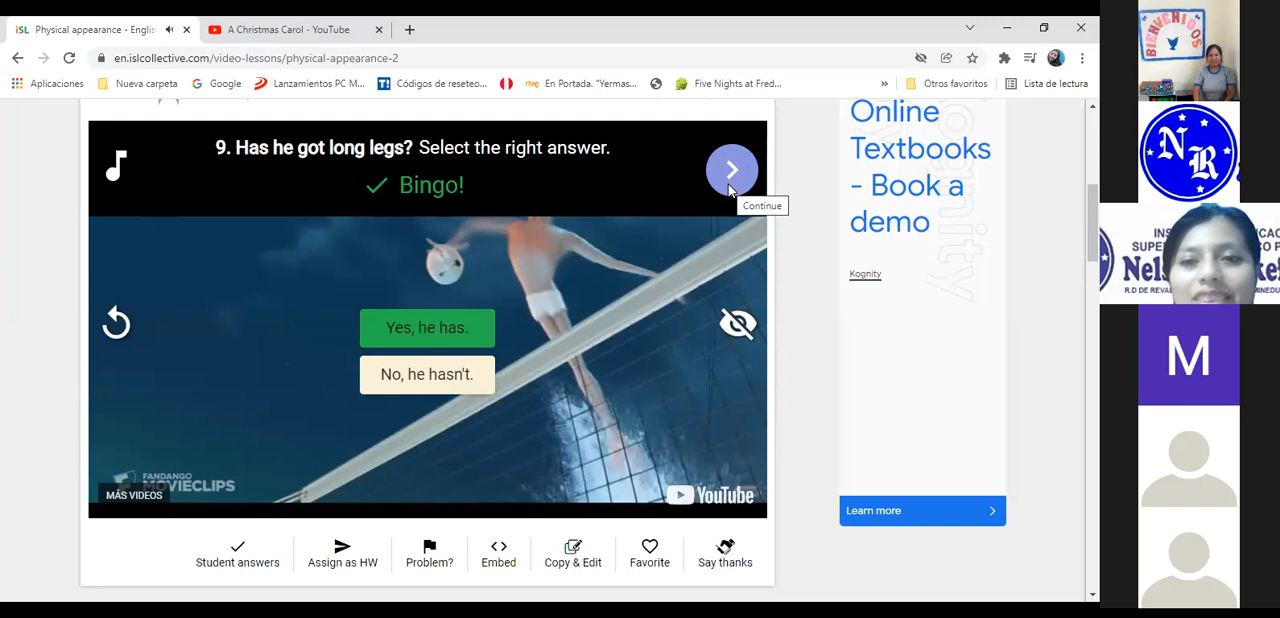 iSL Physical appearance - Englis
A Christmas Carol - YouTube
en.islcollective.com/video-lessons/physical-appearance-2
Aplicaciones
Nueva carpeta
Google
Lanzamientos PC M...
Códigos de reseteo...
En Portada. "Yermas...
Five Nights at Fred...
»
Otros favoritos
Lista de lectura
9. Has he got long legs? Select the right answer.
Bingo!
Continue
Yes, he has.
No, he hasn't.
FANDANGO
MOVIECLIPS
MÁS VIDEOS
YouTube
Student answers
Assign as HW
Problem?
Embed
Copy & Edit
Favorite
Say thanks
Online
Textbooks
- Book a
demo
Kognity
Learn more
BIENVENIDOS
NR
Nels
M